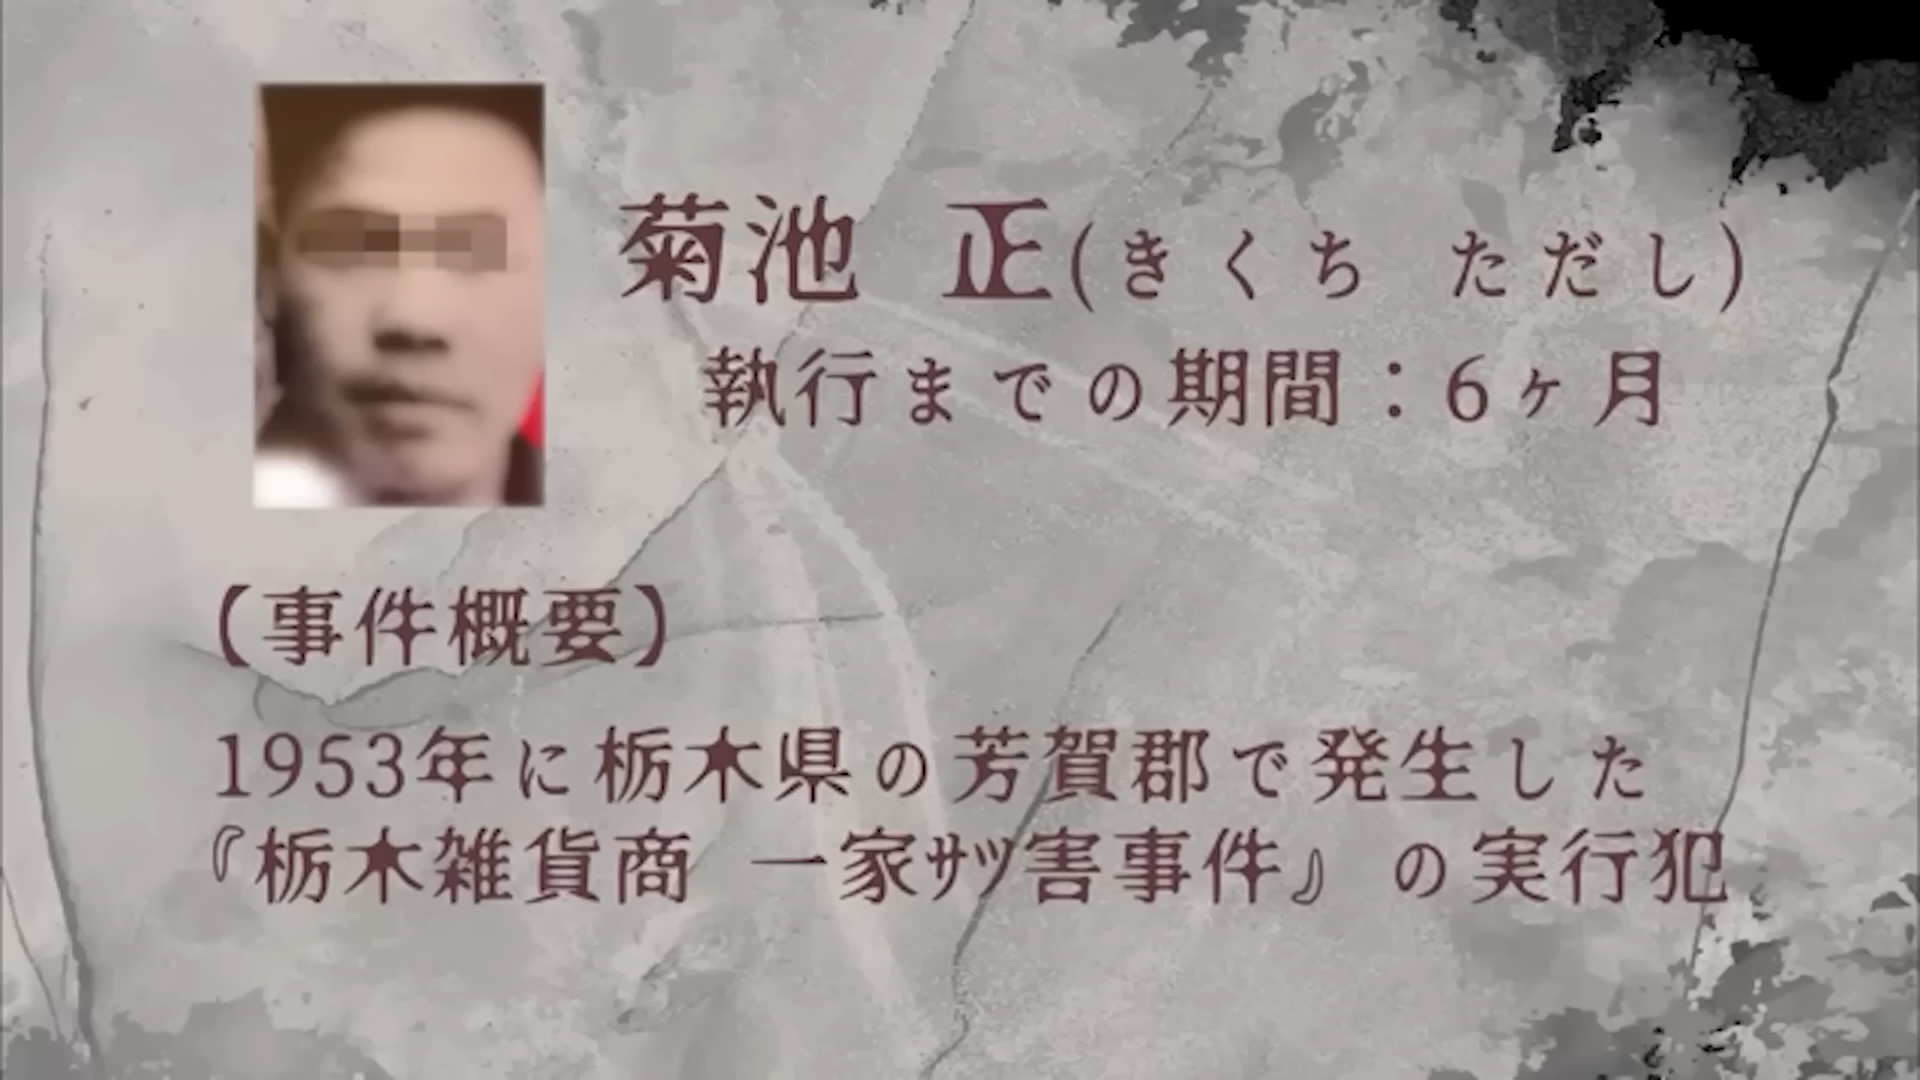 菊池 正(きくち ただし)
執行までの期間：6ヶ月
【事件概要】
1953年に栃木県の芳賀郡で発生した
『栃木雑貨商 一家ｻﾂ害事件』の実行犯